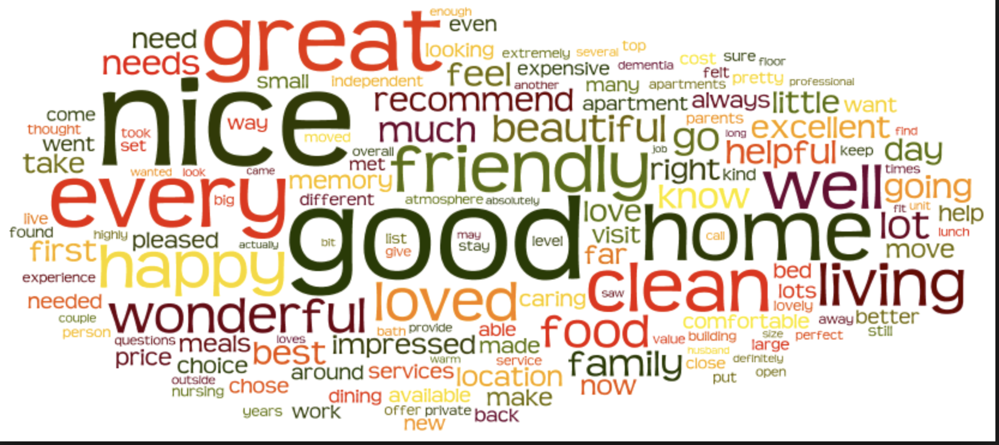 enough
great
even
need
looking
extremely
several
top
needs
cost
sure
floor
small
independent
feel
expensive
dementia
felt
pretty
professional
another
many
apartments
nice
recommend
apartment
always
little
want
come
way
parents
thought
took
much
beautiful
go
long
excellent
find
went
set
moved
overall
job
helpful
keep
day
take
wanted
look
came
met
friendly
right
kind
well
times
every
memory
going
big
different
atmosphere
absolutely
know
live
love
fit
unit
help
found
highly
pleased
actually
good
bit
list
give
may
stay
level
visit
home
call
lot
lunch
first
happy
far
move
experience
clean
saw
bed
living
needed
wonderful
loved
caring
lots
lovely
couple
comfortable
away
better
person
bath
provide
able
food
value
building
size
perfect
still
questions
meals
loves
best
impressed
made
large
husband
price
choice
warm
service
family
close
definitely
around
services
location
put
open
outside
nursing
chose
now
dining
available
make
years
work
offer
private
back
new